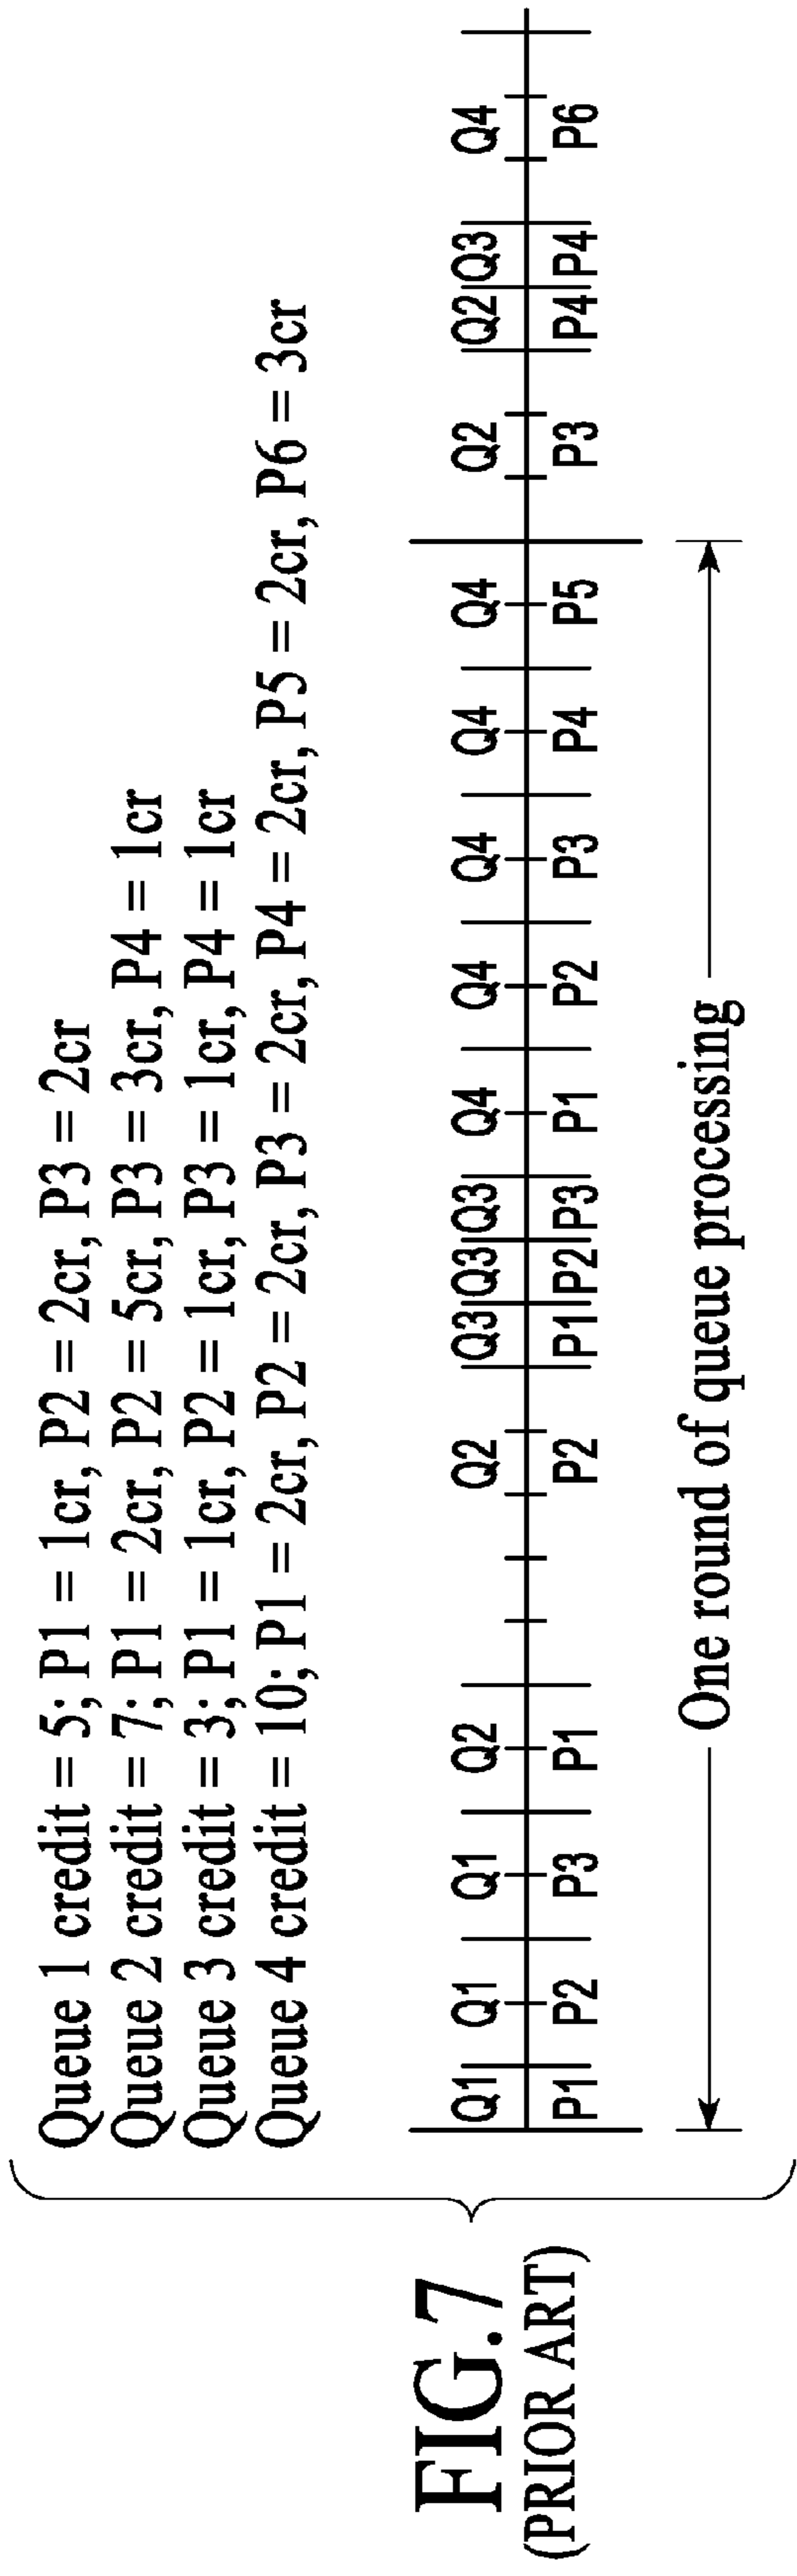 Queue 1 credit = 5; P1 = 1cr, P2 = 2cr, P3 = 2cr
Queue 2 credit = 7; P1 = 2cr, P2 = 5cr, P3 = 3cr, P4 = 1cr
Queue 3 credit = 3; P1 = 1cr, P2 = 1cr, P3 = 1cr, P4 = 1cr
Queue 4 credit = 10; P1 = 2cr, P2 = 2cr, P3 = 2cr, P4 = 2cr, P5 = 2cr, P6 = 3cr
Q1 Q1 Q1 Q2 Q2 Q3 Q3 Q3 Q4 Q4 Q4 Q4 Q4 Q2 Q2 Q3 Q4
P1 P2 P3 P1 P2 P1 P2 P3 P1 P2 P3 P4 P5 P3 P4 P4 P6
One round of queue processing
FIG.7
(PRIOR ART)